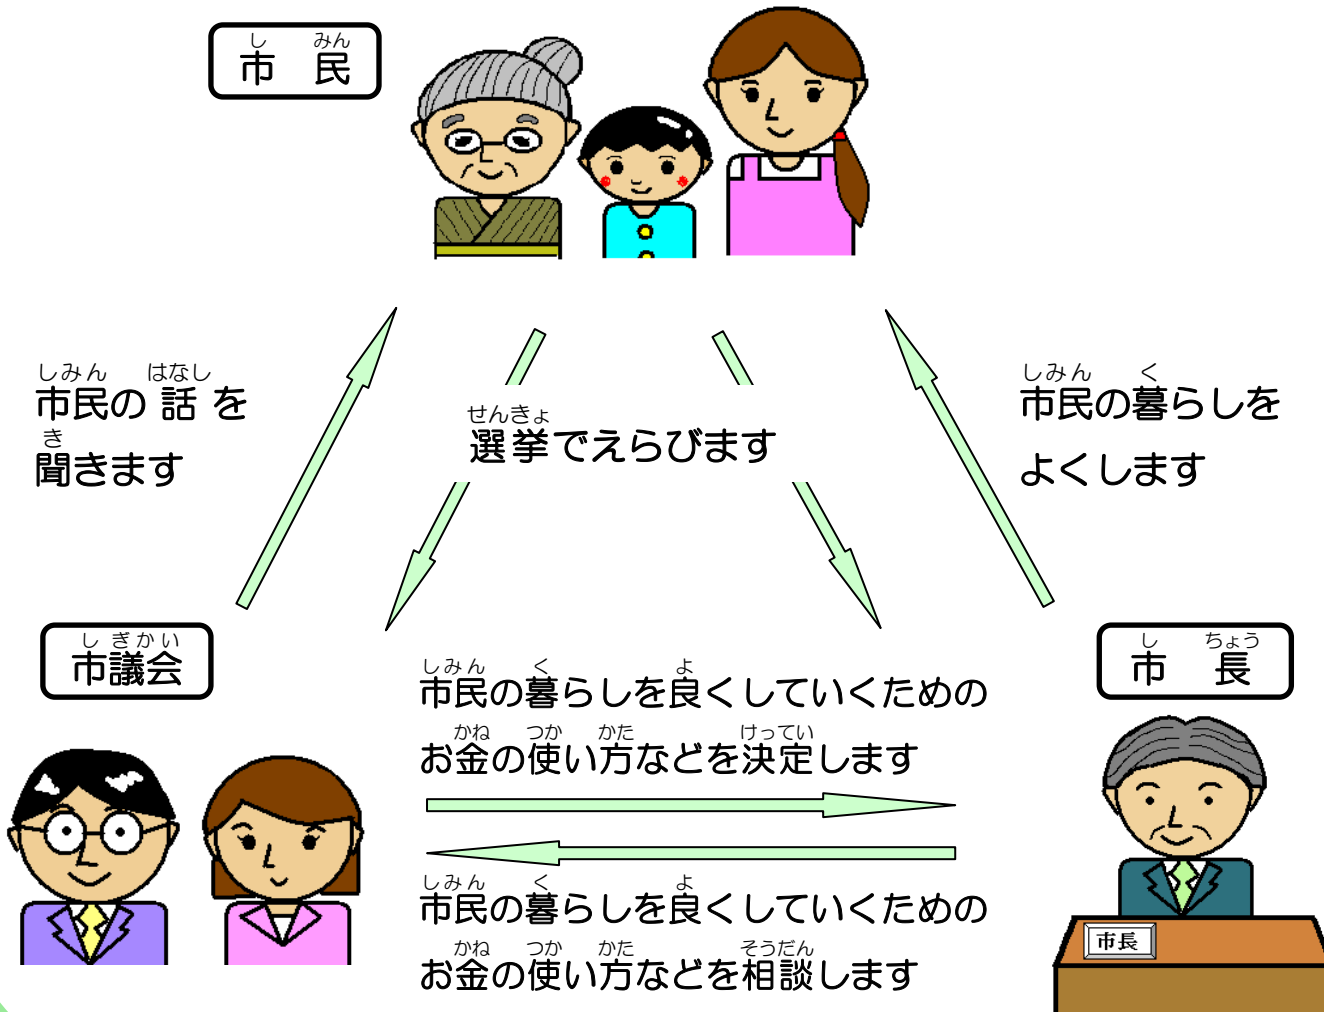 し みん
市 民
しみん はなし
市民の 話 を
き
聞きます
せんきょ
選挙でえらびます
しみん く
市民の暮らしを
よくします
し ぎかい
市議会
し ちょう
市 長
しみん く よ
市民の暮らしを良くしていくための
かね つか かた けってい
お金の使い方などを決定します
しみん く よ
市民の暮らしを良くしていくための
かね つか かた そうだん
お金の使い方などを相談します
市長